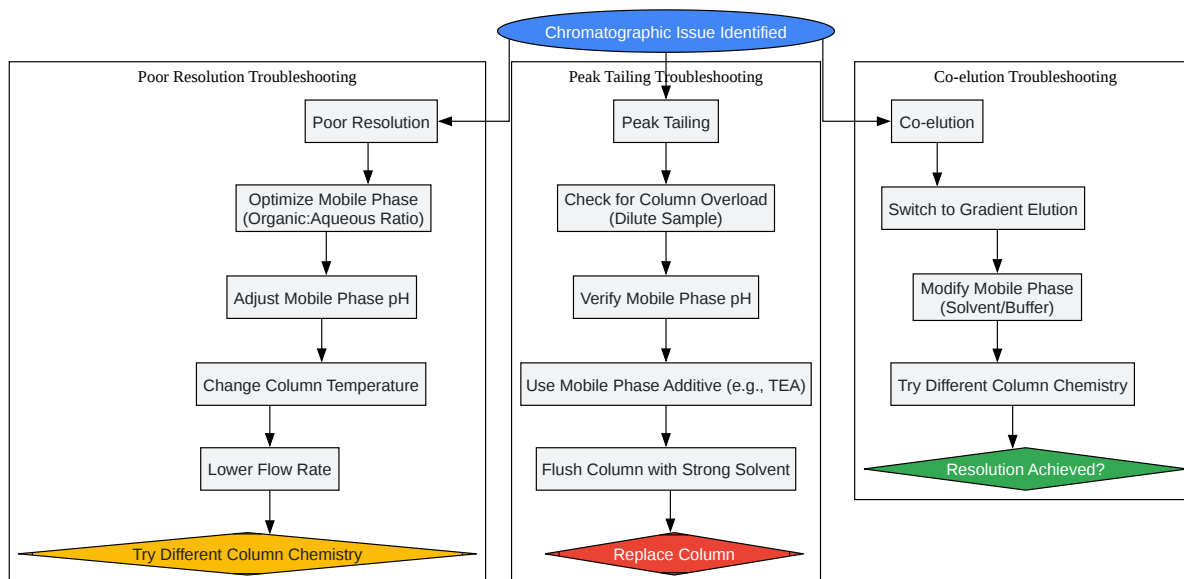 Chromatographic Issue Identified
Poor Resolution Troubleshooting
Poor Resolution
Optimize Mobile Phase
(Organic:Aqueous Ratio)
Adjust Mobile Phase pH
Change Column Temperature
Lower Flow Rate
Try Different Column Chemistry
Peak Tailing Troubleshooting
Peak Tailing
Check for Column Overload
(Dilute Sample)
Verify Mobile Phase pH
Use Mobile Phase Additive (e.g., TEA)
Flush Column with Strong Solvent
Replace Column
Co-elution Troubleshooting
Co-elution
Switch to Gradient Elution
Modify Mobile Phase
(Solvent/Buffer)
Try Different Column Chemistry
Resolution Achieved?